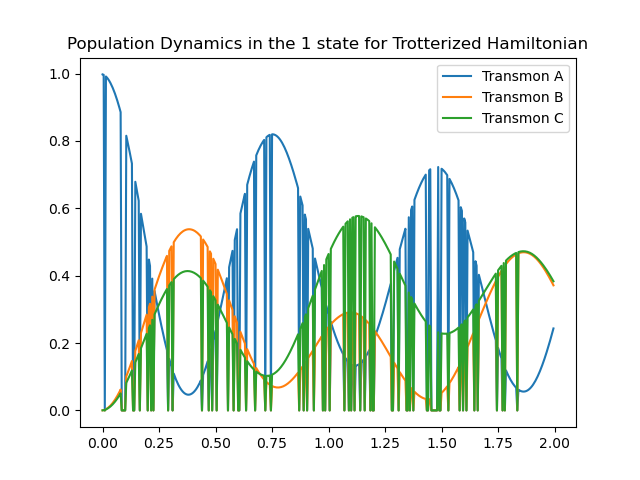 Population Dynamics in the 1 state for Trotterized Hamiltonian
Transmon A
Transmon B
Transmon C
1.0
0.8
0.6
0.4
0.2
0.0
0.00 0.25 0.50 0.75 1.00 1.25 1.50 1.75 2.00